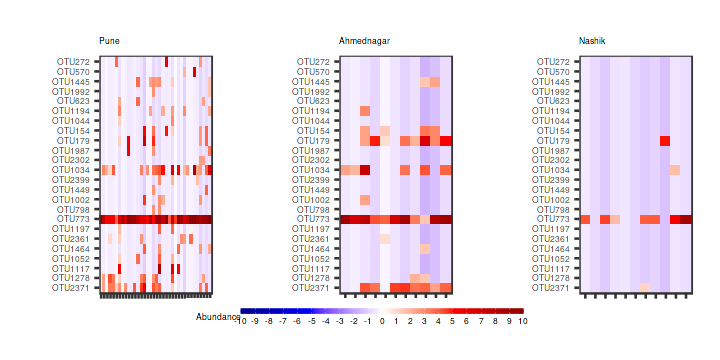 Pune
Ahmednagar
Nashik
OTU272
OTU570
OTU1445
OTU1992
OTU623
OTU1194
OTU1044
OTU154
OTU179
OTU1987
OTU2302
OTU1034
OTU2399
OTU1449
OTU1002
OTU798
OTU773
OTU1197
OTU2361
OTU1464
OTU1052
OTU1117
OTU1278
OTU2371
OTU272
OTU570
OTU1445
OTU1992
OTU623
OTU1194
OTU1044
OTU154
OTU179
OTU1987
OTU2302
OTU1034
OTU2399
OTU1449
OTU1002
OTU798
OTU773
OTU1197
OTU2361
OTU1464
OTU1052
OTU1117
OTU1278
OTU2371
OTU272
OTU570
OTU1445
OTU1992
OTU623
OTU1194
OTU1044
OTU154
OTU179
OTU1987
OTU2302
OTU1034
OTU2399
OTU1449
OTU1002
OTU798
OTU773
OTU1197
OTU2361
OTU1464
OTU1052
OTU1117
OTU1278
OTU2371
Abundance
-10 -9 -8 -7 -6 -5 -4 -3 -2 -1 0 1 2 3 4 5 6 7 8 9 10